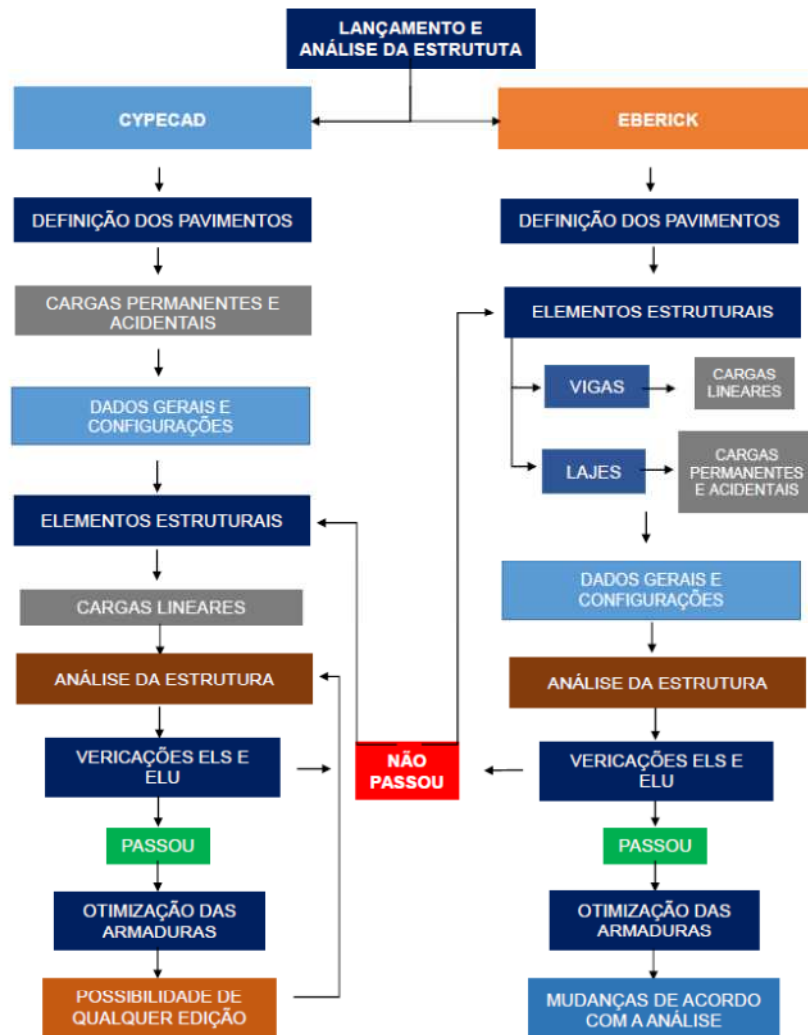 LANÇAMENTO E
ANÁLISE DA ESTRUTUTA
CYPECAD
DEFINIÇÃO DOS PAVIMENTOS
CARGAS PERMANENTES E
ACIDENTAIS
DADOS GERAIS E
CONFIGURAÇÕES
ELEMENTOS ESTRUTURAIS
CARGAS LINEARES
ANÁLISE DA ESTRUTURA
VERICAÇÕES ELS E
ELU
PASSOU
OTIMIZAÇÃO DAS
ARMADURAS
POSSIBILIDADE DE
QUALQUER EDIÇÃO
NÃO
PASSOU
EBERICK
DEFINIÇÃO DOS PAVIMENTOS
ELEMENTOS ESTRUTURAIS
VIGAS
CARGAS
LINEARES
LAJES
CARGAS
PERMANENTES
E ACIDENTAIS
DADOS GERAIS E
CONFIGURAÇÕES
ANÁLISE DA ESTRUTURA
VERICAÇÕES ELS E
ELU
PASSOU
OTIMIZAÇÃO DAS
ARMADURAS
MUDANÇAS DE ACORDO
COM A ANÁLISE